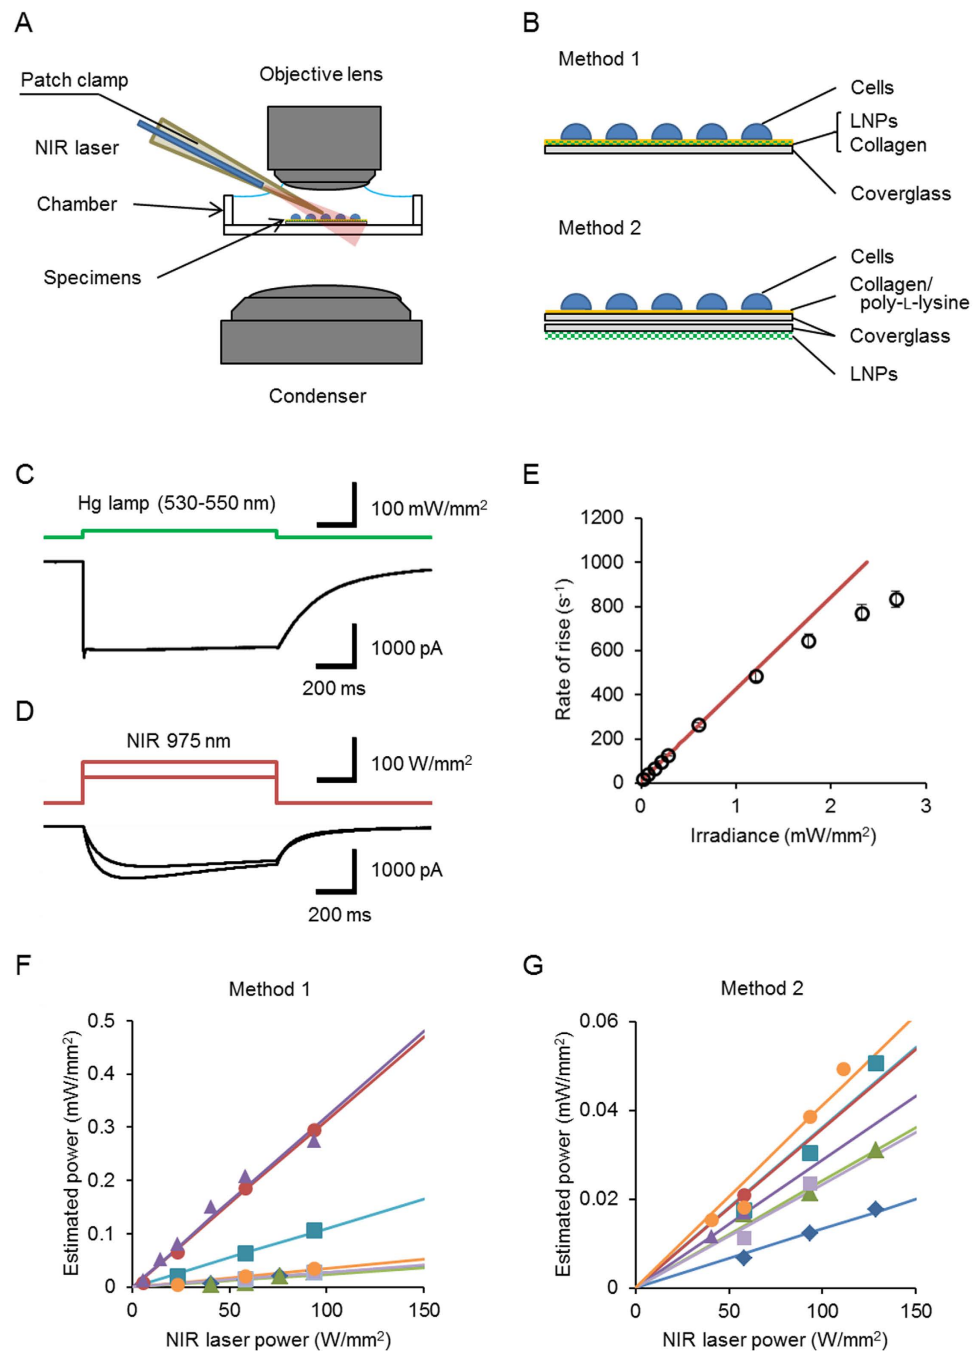 A
Patch clamp
Objective lens
NIR laser
Chamber
Specimens
Condenser
B
Method 1
Cells
LNPs
Collagen
Coverglass
Method 2
Cells
Collagen/
poly-L-lysine
Coverglass
LNPs
C
Hg lamp (530-550 nm)
100 mW/mm²
1000 pA
200 ms
D
NIR 975 nm
100 W/mm²
1000 pA
200 ms
E
Rate of rise (s⁻¹)
1200
1000
800
600
400
200
0
0 1 2 3
Irradiance (mW/mm²)
F
Method 1
Estimated power (mW/mm²)
0.5
0.4
0.3
0.2
0.1
0
0 50 100 150
NIR laser power (W/mm²)
G
Method 2
Estimated power (mW/mm²)
0.06
0.04
0.02
0
0 50 100 150
NIR laser power (W/mm²)